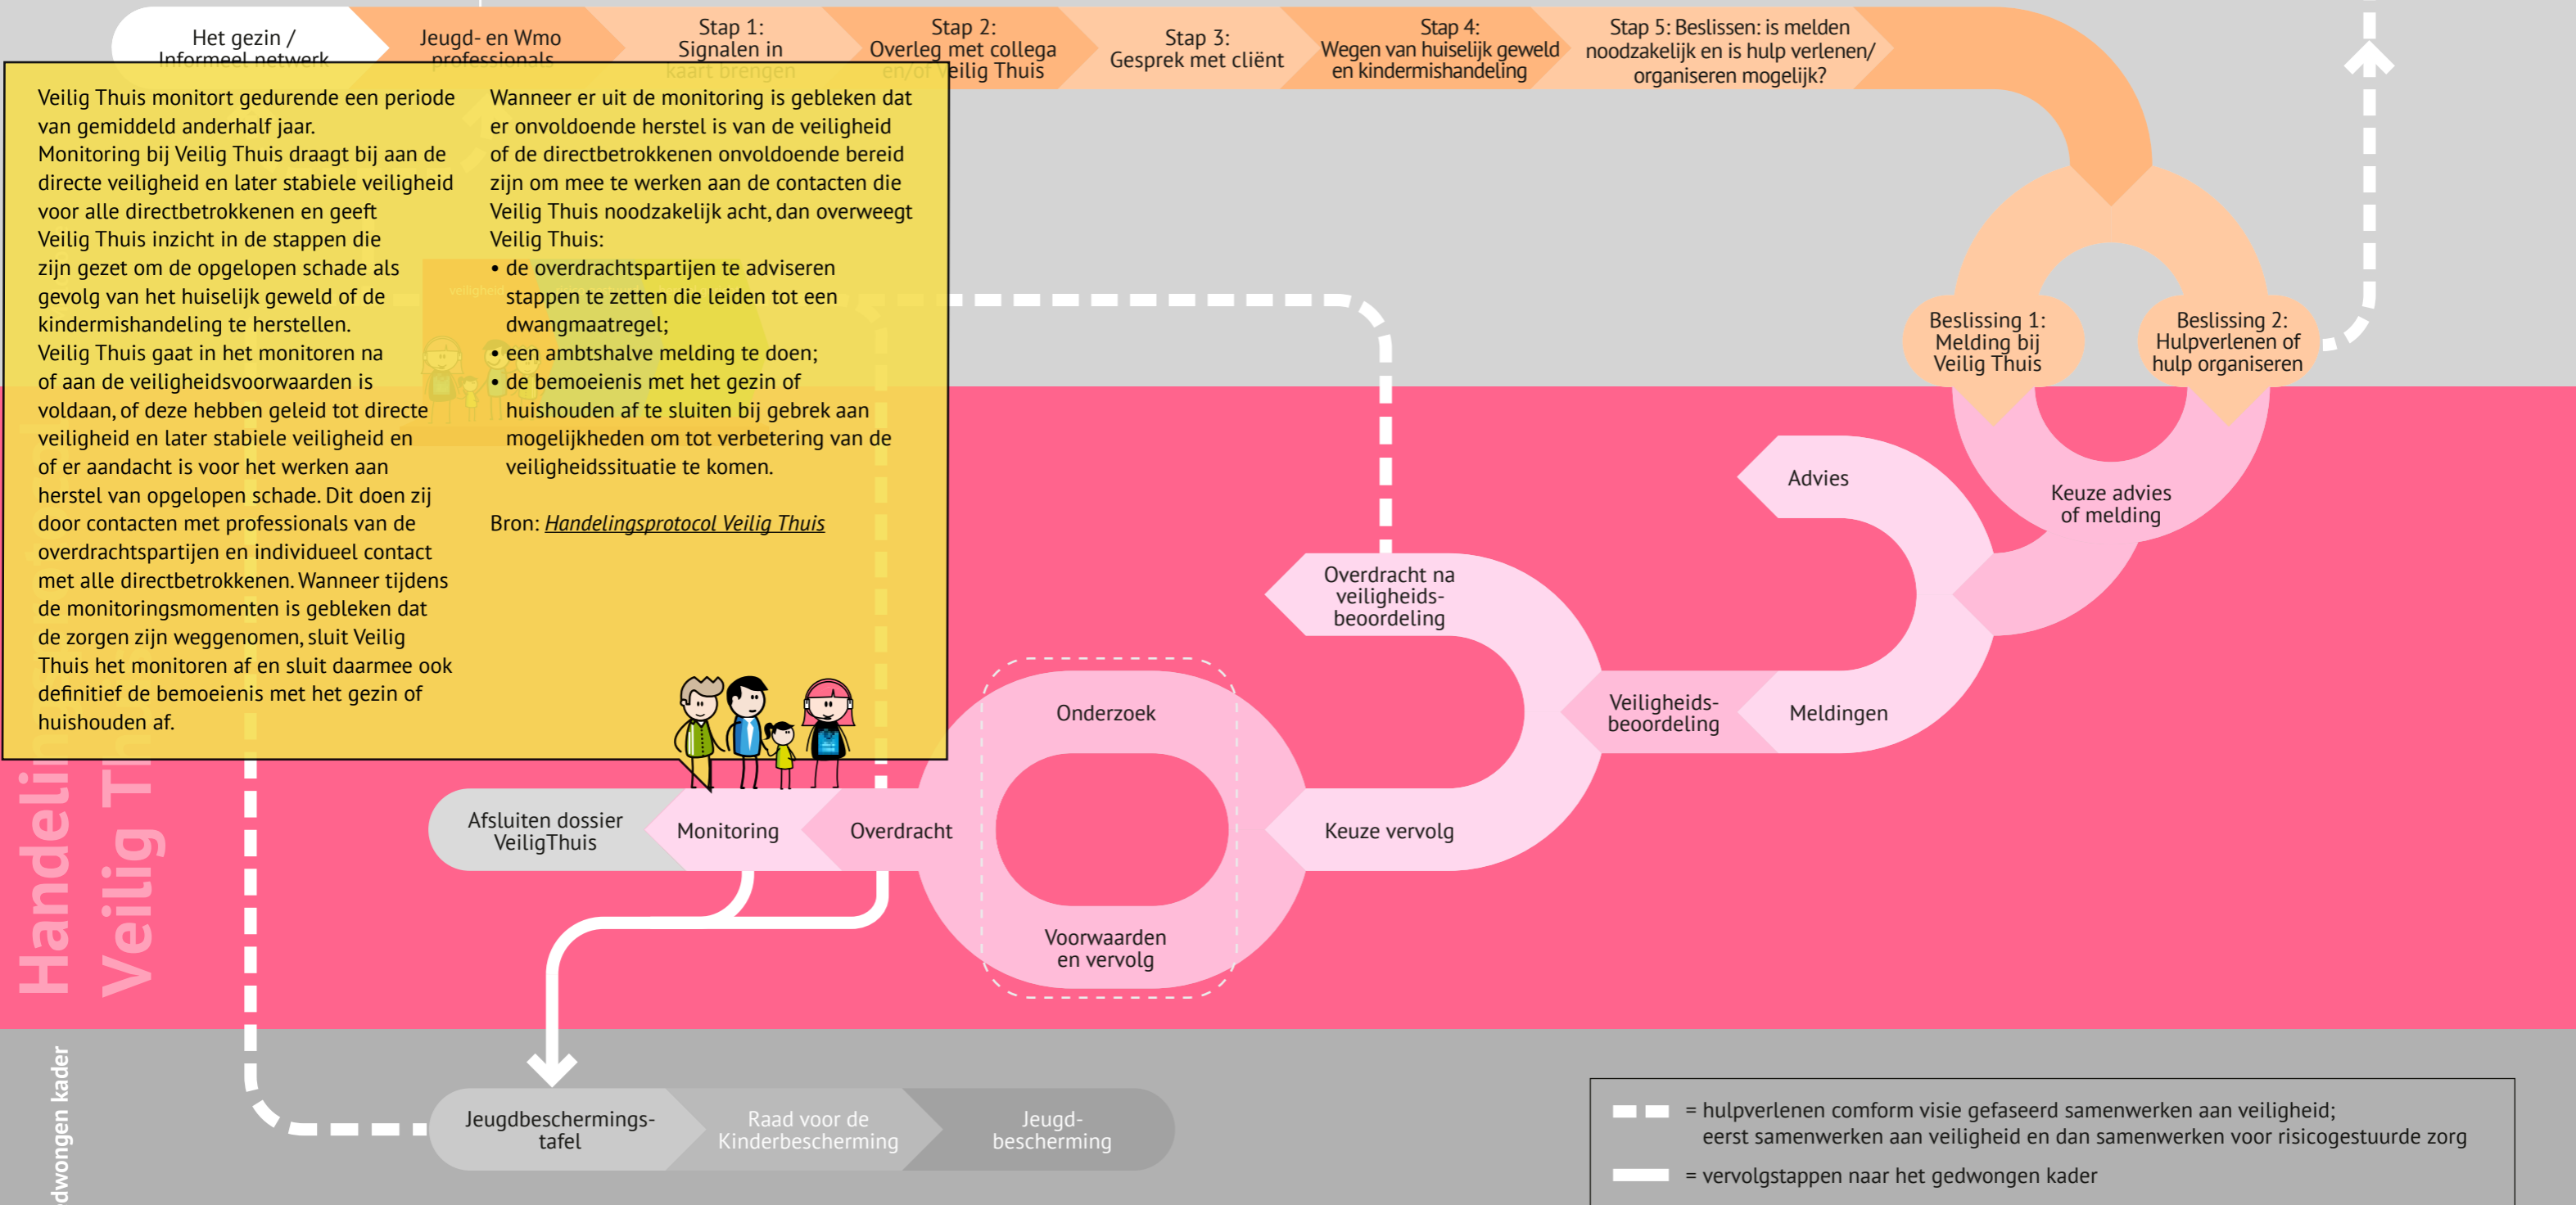 Het gezin /
Informeel netwerk
Jeugd- en Wmo
professionals
Stap 1:
Signalen in
kaart brengen
Stap 2:
Overleg met collega
en/of Veilig Thuis
Stap 3:
Gesprek met cliënt
Stap 4:
Wegen van huiselijk geweld
en kindermishandeling
Stap 5: Beslissen: is melden
noodzakelijk en is hulp verlenen/
organiseren mogelijk?
Veilig Thuis monitort gedurende een periode
van gemiddeld anderhalf jaar.
Monitoring bij Veilig Thuis draagt bij aan de
directe veiligheid en later stabiele veiligheid
voor alle directbetrokkenen en geeft
Veilig Thuis inzicht in de stappen die
zijn gezet om de opgelopen schade als
gevolg van het huiselijk geweld of de
kindermishandeling te herstellen.
Veilig Thuis gaat in het monitoren na
of aan de veiligheidsvoorwaarden is
voldaan, of deze hebben geleid tot directe
veiligheid en later stabiele veiligheid en
of er aandacht is voor het werken aan
herstel van opgelopen schade. Dit doen zij
door contacten met professionals van de
overdrachtspartijen en individueel contact
met alle directbetrokkenen. Wanneer tijdens
de monitoringsmomenten is gebleken dat
de zorgen zijn weggenomen, sluit Veilig
Thuis het monitoren af en sluit daarmee ook
definitief de bemoeienis met het gezin of
huishouden af.
Wanneer er uit de monitoring is gebleken dat
er onvoldoende herstel is van de veiligheid
of de directbetrokkenen onvoldoende bereid
zijn om mee te werken aan de contacten die
Veilig Thuis noodzakelijk acht, dan overweegt
Veilig Thuis:
• de overdrachtspartijen te adviseren
stappen te zetten die leiden tot een
dwangmaatregel;
• een ambtshalve melding te doen;
• de bemoeienis met het gezin of
huishouden af te sluiten bij gebrek aan
mogelijkheden om tot verbetering van de
veiligheidssituatie te komen.
Bron: Handelingsprotocol Veilig Thuis
Beslissing 1:
Melding bij
Veilig Thuis
Beslissing 2:
Hulpverlenen of
hulp organiseren
Keuze advies
of melding
Advies
Meldingen
Veiligheids-
beoordeling
Overdracht na
veiligheids-
beoordeling
Keuze vervolg
Onderzoek
Voorwaarden
en vervolg
Overdracht
Monitoring
Afsluiten dossier
VeiligThuis
Veilig
Jeugdbeschermings-
tafel
Raad voor de
Kinderbescherming
Jeugd-
bescherming
kader
= hulpverlenen comform visie gefaseerd samenwerken aan veiligheid;
eerst samenwerken aan veiligheid en dan samenwerken voor risicogestuurde zorg
= vervolgstappen naar het gedwongen kader